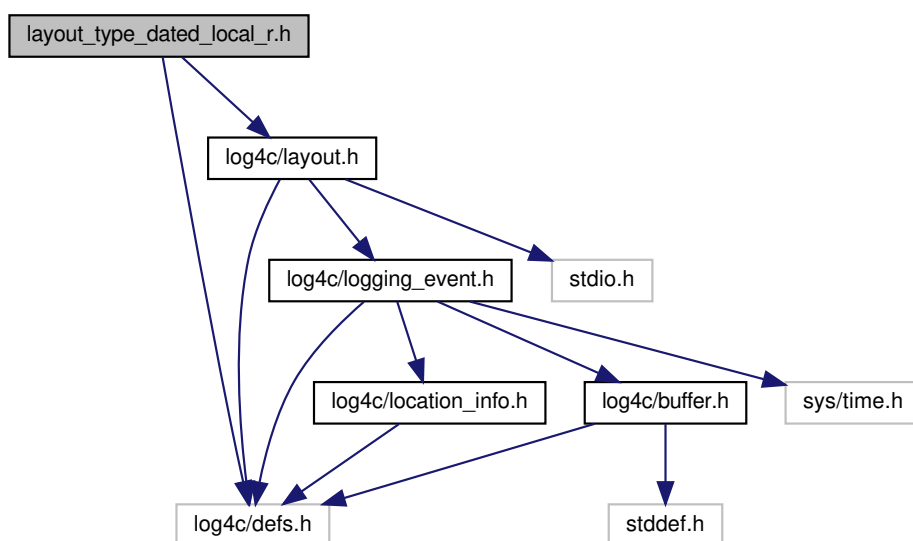 layout_type_dated_local_r.h
log4c/layout.h
log4c/logging_event.h
stdio.h
log4c/location_info.h
log4c/buffer.h
sys/time.h
log4c/defs.h
stddef.h